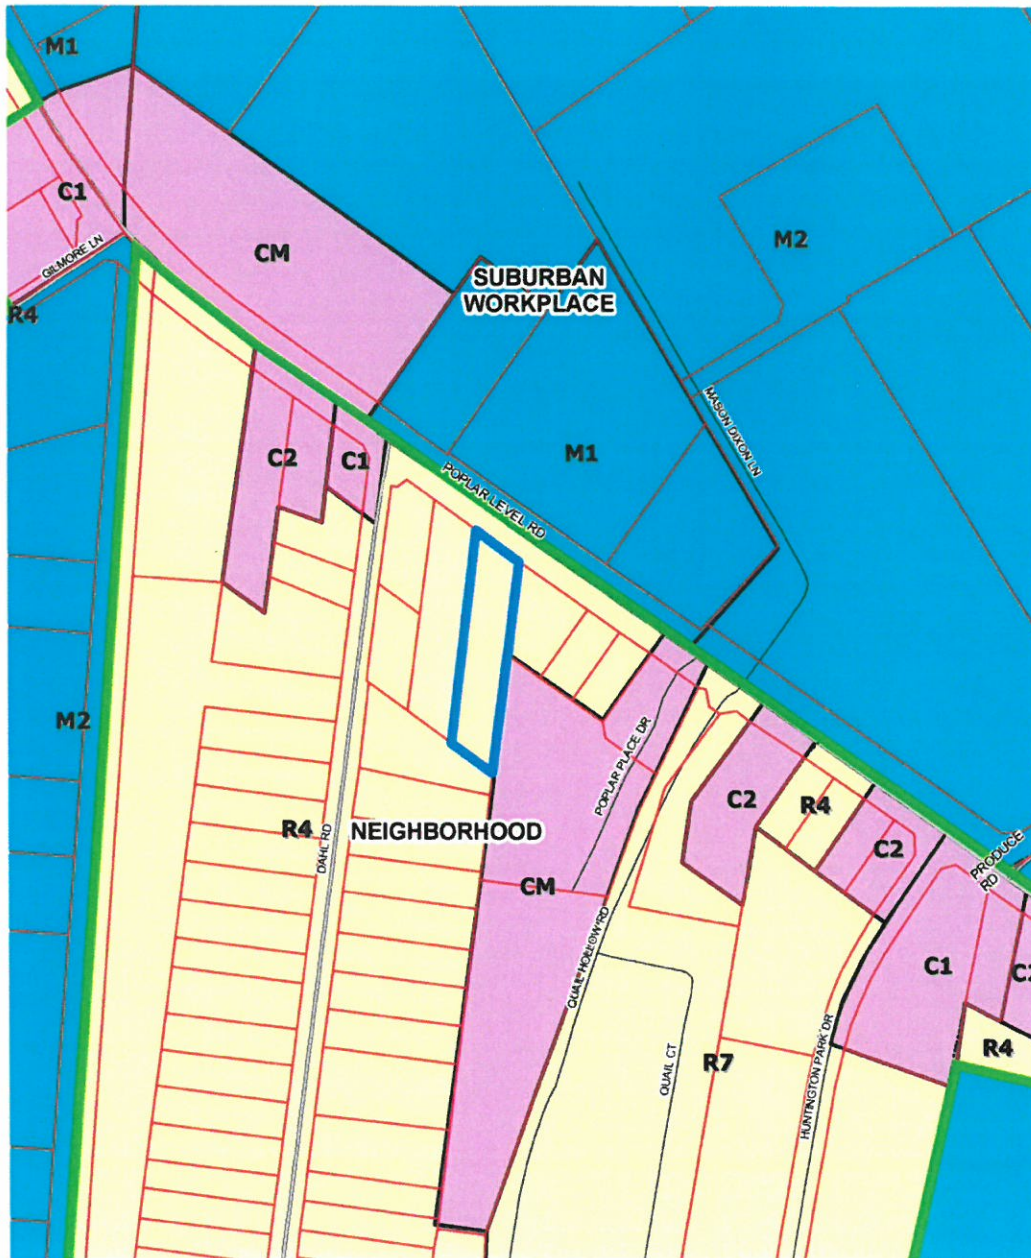 M1
C1
GILMORE LN
R4
CM
SUBURBAN
WORKPLACE
M2
MASON DIXON LN
C2
C1
POPLAR LEVEL RD
M1
M2
R4
NEIGHBORHOOD
DAHL RD
POPLAR PLACE DR
CM
QUAIL HOLLOW RD
C2
R4
C2
PRODUCE
RD
C1
R4
R7
QUAIL CT
HUNTINGTON PARK DR